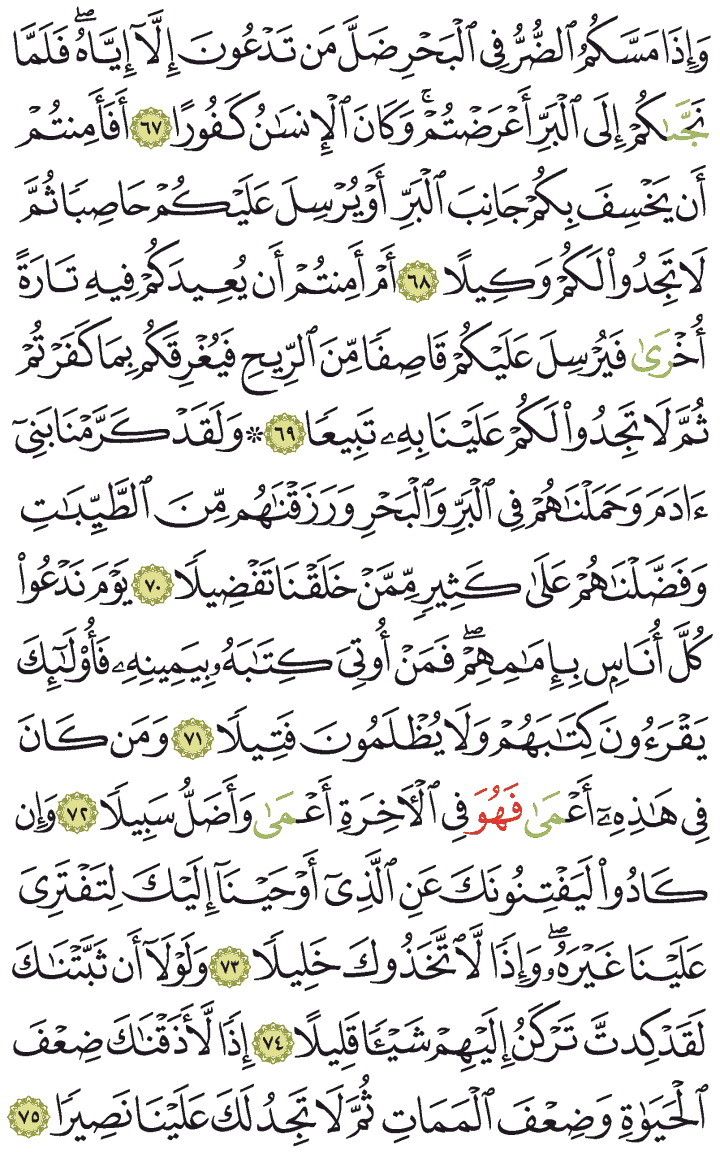 وَإِذَا مَسَّكُمُ ٱلضُّرُّ فِي ٱلْبَحْرِ ضَلَّ مَن تَدْعُونَ إِلَّآ إِيَّاهُۖ فَلَمَّا
نَجَّىٰكُمْ إِلَى ٱلْبَرِّ أَعْرَضْتُمْۚ وَكَانَ ٱلْإِنسَٰنُ كَفُورًا ٦٧ أَفَأَمِنتُمْ
أَن يَخْسِفَ بِكُمْ جَانِبَ ٱلْبَرِّ أَوْ يُرْسِلَ عَلَيْكُمْ حَاصِبًا ثُمَّ
لَا تَجِدُوا۟ لَكُمْ وَكِيلًا ٦٨ أَمْ أَمِنتُمْ أَن يُعِيدَكُمْ فِيهِ تَارَةً
أُخْرَىٰ فَيُرْسِلَ عَلَيْكُمْ قَاصِفًا مِّنَ ٱلرِّيحِ فَيُغْرِقَكُم بِمَا كَفَرْتُمْ
ثُمَّ لَا تَجِدُوا۟ لَكُمْ عَلَيْنَا بِهِۦ تَبِيعًا ٦٩ ۞ وَلَقَدْ كَرَّمْنَا بَنِىٓ
ءَادَمَ وَحَمَلْنَٰهُمْ فِي ٱلْبَرِّ وَٱلْبَحْرِ وَرَزَقْنَٰهُم مِّنَ ٱلطَّيِّبَٰتِ
وَفَضَّلْنَٰهُمْ عَلَىٰ كَثِيرٍ مِّمَّنْ خَلَقْنَا تَفْضِيلًا ٧٠ يَوْمَ نَدْعُوا۟
كُلَّ أُنَاسٍۭ بِإِمَٰمِهِمْۖ فَمَنْ أُوتِيَ كِتَٰبَهُۥ بِيَمِينِهِۦ فَأُو۟لَٰٓئِكَ
يَقْرَءُونَ كِتَٰبَهُمْ وَلَا يُظْلَمُونَ فَتِيلًا ٧١ وَمَن كَانَ
فِي هَٰذِهِۦٓ أَعْمَىٰ فَهُوَ فِي ٱلْأَخِرَةِ أَعْمَىٰ وَأَضَلُّ سَبِيلًا ٧٢ وَإِن
كَادُوا۟ لَيَفْتِنُونَكَ عَنِ ٱلَّذِىٓ أَوْحَيْنَآ إِلَيْكَ لِتَفْتَرِيَ
عَلَيْنَا غَيْرَهُۥۖ وَإِذًا لَّٱتَّخَذُوكَ خَلِيلًا ٧٣ وَلَوْلَآ أَن ثَبَّتْنَٰكَ
لَقَدْ كِدتَّ تَرْكَنُ إِلَيْهِمْ شَيْـًٔا قَلِيلًا ٧٤ إِذًا لَّأَذَقْنَٰكَ ضِعْفَ
ٱلْحَيَوٰةِ وَضِعْفَ ٱلْمَمَاتِ ثُمَّ لَا تَجِدُ لَكَ عَلَيْنَا نَصِيرًا ٧٥